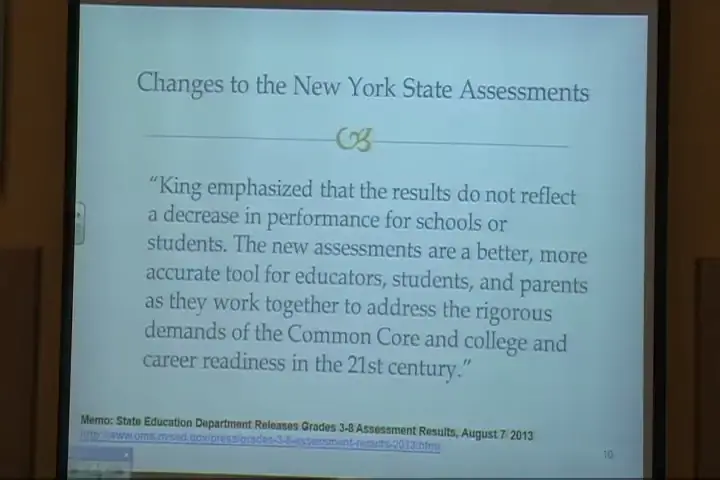 Changes to the New York State Assessments
“King emphasized that the results do not reflect
a decrease in performance for schools or
students. The new assessments are a better, more
accurate tool for educators, students, and parents
as they work together to address the rigorous
demands of the Common Core and college and
career readiness in the 21st century.”
Memo: State Education Department Releases Grades 3-8 Assessment Results, August 7, 2013
10